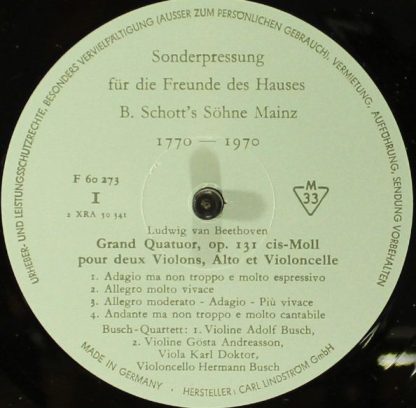 URHEBER- UND LEISTUNGSSCHUTZRECHTE, BESONDERS VERVIELFÄLTIGUNG (AUSSER ZUM PERSÖNLICHEN GEBRAUCH), VERMIETUNG, AUFFÜHRUNG, SENDUNG VORBEHALTEN
Sonderpressung
für die Freunde des Hauses
B. Schott's Söhne Mainz
1770 — 1970
F 60 273
I
2 XRA 30 341
M
33
Ludwig van Beethoven
Grand Quatuor, op. 131 cis-Moll
pour deux Violons, Alto et Violoncelle
1. Adagio ma non troppo e molto espressivo
2. Allegro molto vivace
3. Allegro moderato - Adagio - Più vivace
4. Andante ma non troppo e molto cantabile
Busch-Quartett: 1. Violine Adolf Busch,
2. Violine Gösta Andreasson,
Viola Karl Doktor,
Violoncello Hermann Busch
MADE IN GERMANY · HERSTELLER: CARL LINDSTRÖM GmbH